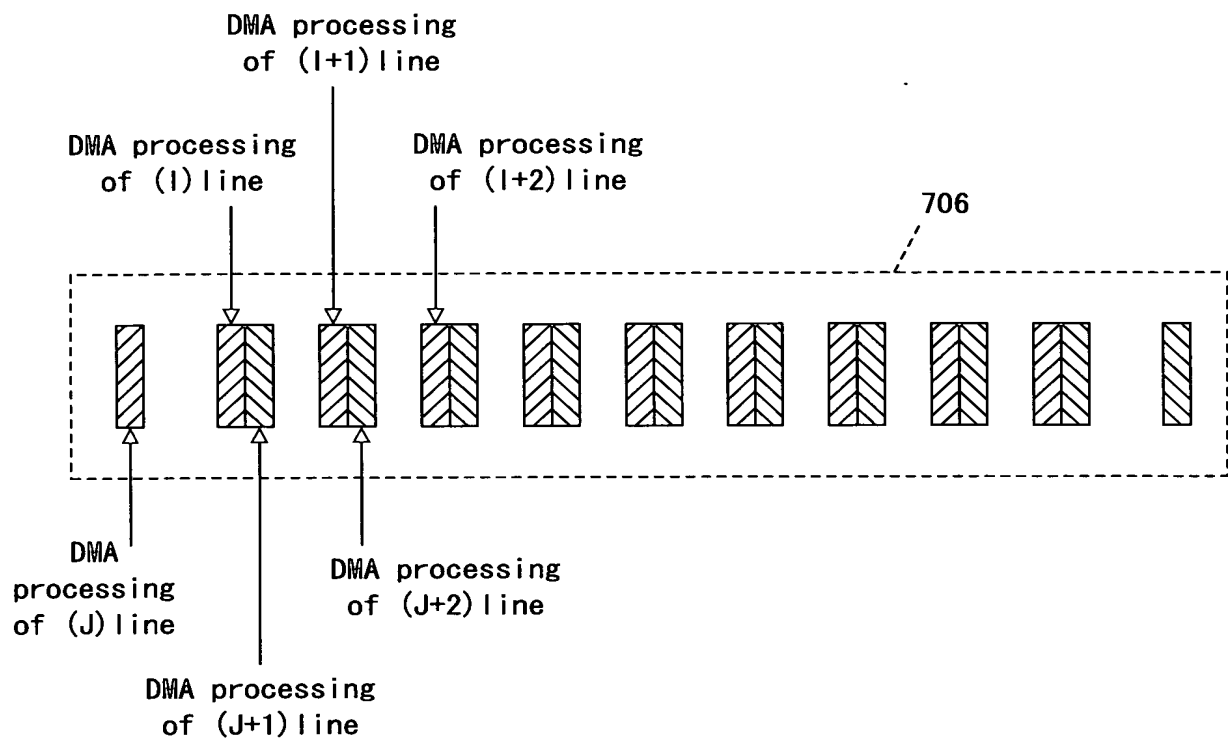 DMA processing
of (I+1)line
DMA processing
of (I)line
DMA processing
of (I+2)line
706
DMA
processing
of (J)line
DMA processing
of (J+2)line
DMA processing
of (J+1)line